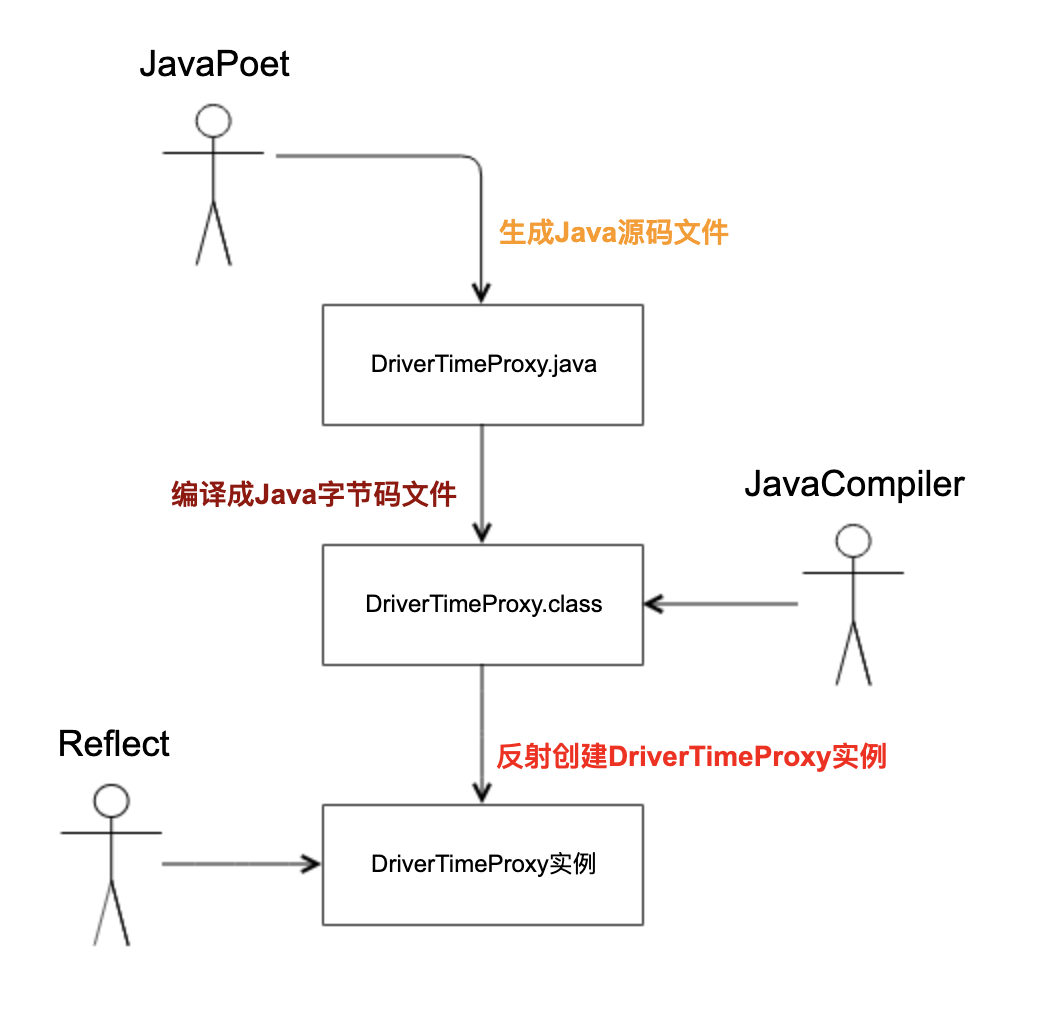 JavaPoet
生成Java源码文件
DriverTimeProxy.java
编译成Java字节码文件
JavaCompiler
DriverTimeProxy.class
Reflect
反射创建DriverTimeProxy实例
DriverTimeProxy实例